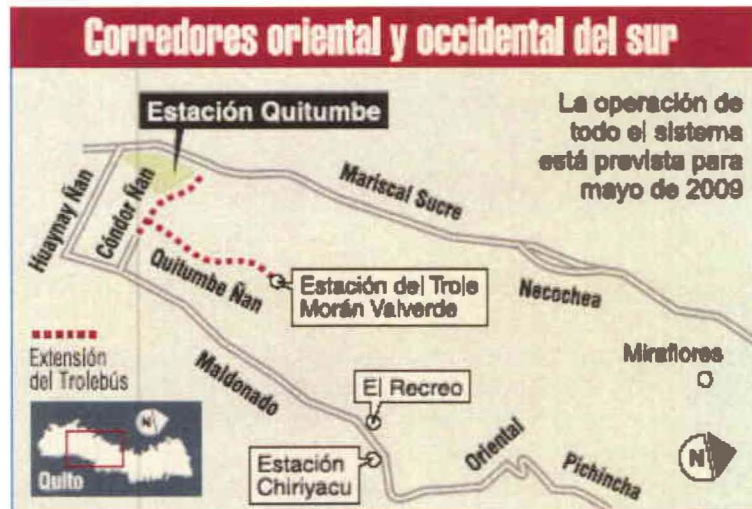 Corredores oriental y occidental del sur
Estación Quitumbe
La operación de
todo el sistema
está prevista para
mayo de 2009
Huaynay Ñan
Cóndor Ñan
Mariscal Sucre
Quitumbe Ñan
Estación del Trole
Morán Valverde
Necochea
Extensión
del Trolebús
Maldonado
Miraflores
El Recreo
N
Quito
Estación
Chiriyacu
Oriental
Pichincha
N